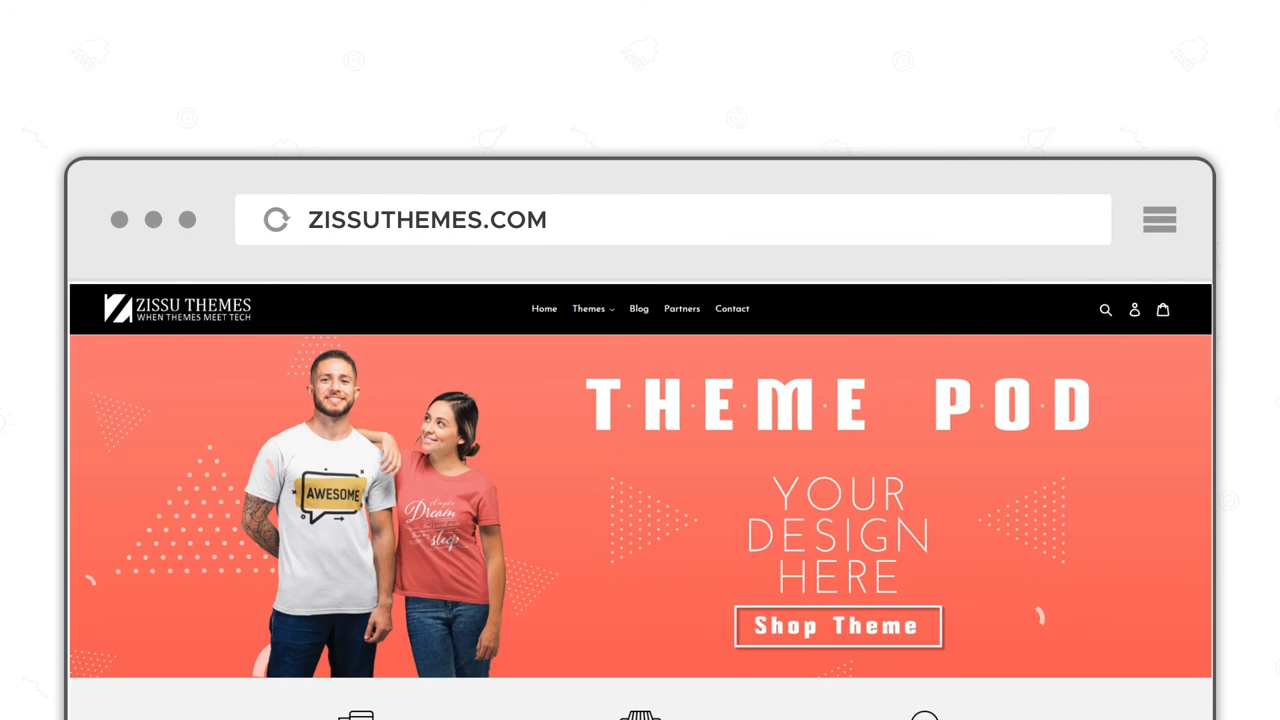 ZISSUTHEMES.COM
ZISSU THEMES
WHEN THEMES MEET TECH
Home Themes Blog Partners Contact
THEME POD
AWESOME
Dream
sleep
YOUR
DESIGN
HERE
Shop Theme